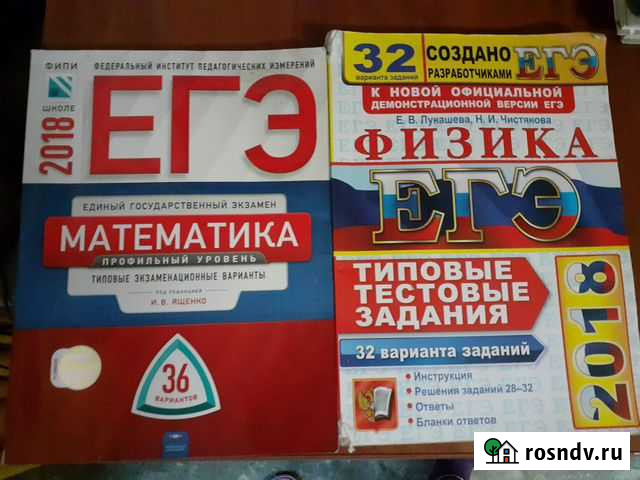 ФИПИ
ШКОЛЕ
ФЕДЕРАЛЬНЫЙ ИНСТИТУТ ПЕДАГОГИЧЕСКИХ ИЗМЕРЕНИЙ
2018
ЕГЭ
ЕДИНЫЙ ГОСУДАРСТВЕННЫЙ ЭКЗАМЕН
МАТЕМАТИКА
ПРОФИЛЬНЫЙ УРОВЕНЬ
ТИПОВЫЕ ЭКЗАМЕНАЦИОННЫЕ ВАРИАНТЫ
ПОД РЕДАКЦИЕЙ
И. В. ЯЩЕНКО
36
ВАРИАНТОВ
32
варианта заданий
СОЗДАНО
РАЗРАБОТЧИКАМИ
ЕГЭ
К НОВОЙ ОФИЦИАЛЬНОЙ
ДЕМОНСТРАЦИОННОЙ ВЕРСИИ ЕГЭ
Е. В. Лукашева, Н. И. Чистякова
ФИЗИКА
ЕГЭ
ТИПОВЫЕ
ТЕСТОВЫЕ
ЗАДАНИЯ
32 варианта заданий
• Инструкция
• Решения заданий 28–32
• Ответы
• Бланки ответов
2018
rosndv.ru